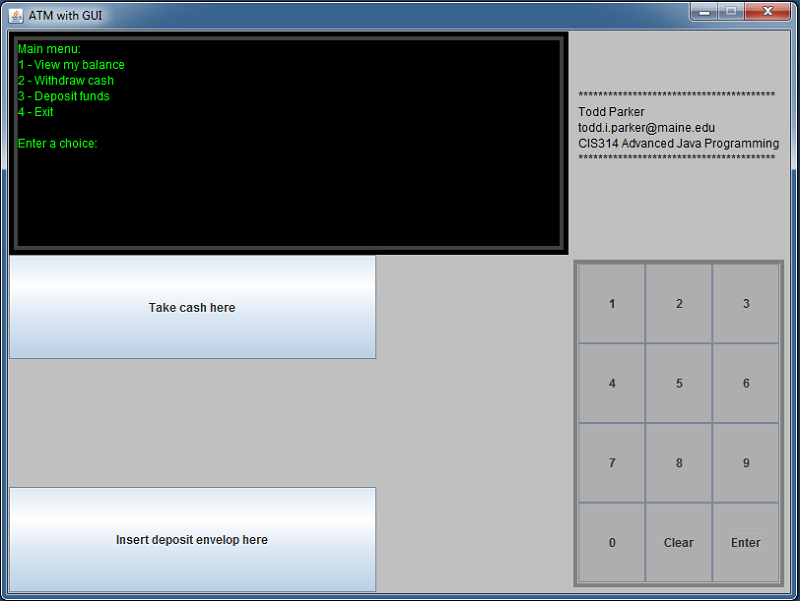 ATM with GUI
Main menu:
1 - View my balance
2 - Withdraw cash
3 - Deposit funds
4 - Exit
Enter a choice:
****************************************
Todd Parker
todd.i.parker@maine.edu
CIS314 Advanced Java Programming
****************************************
Take cash here
Insert deposit envelop here
1 2 3
4 5 6
7 8 9
0 Clear Enter